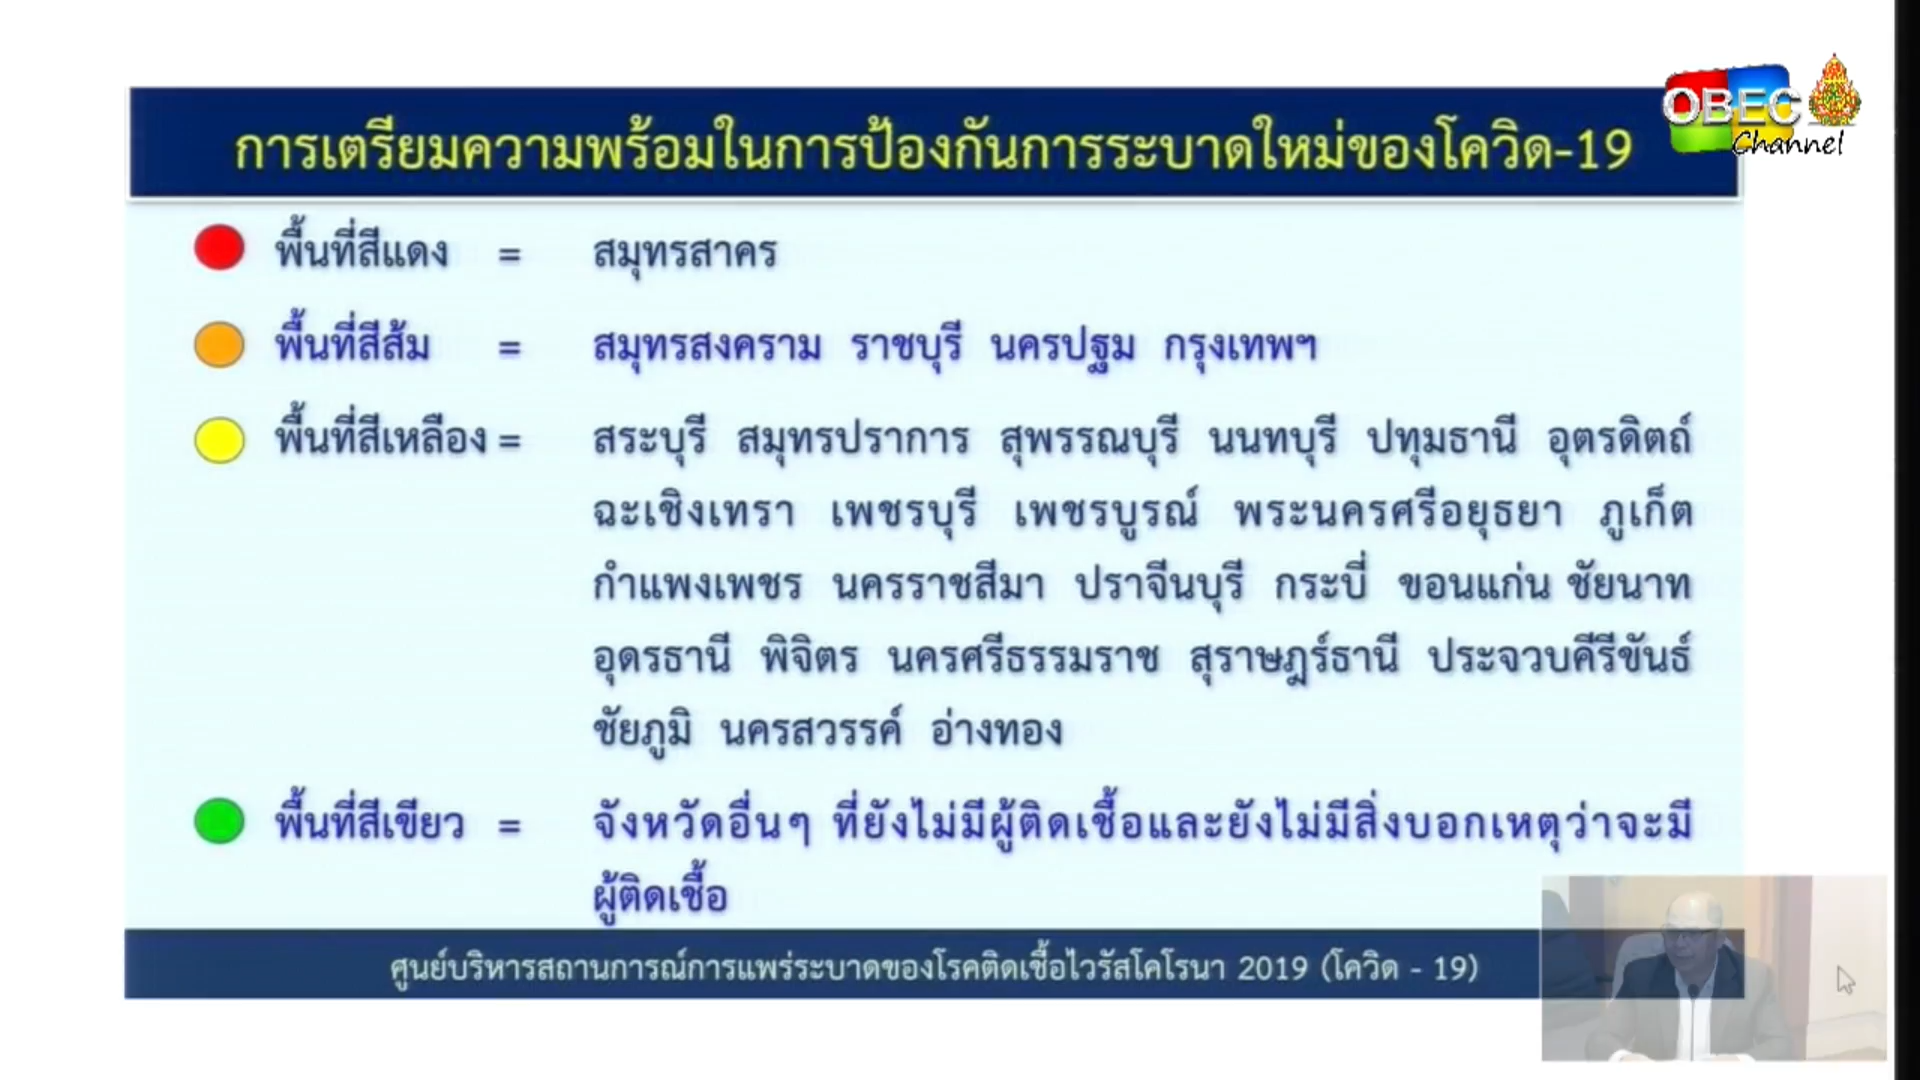 การเตรียมความพร้อมในการป้องกันการระบาดใหม่ของโควิด-19
OBEC
Channel
พื้นที่สีแดง = สมุทรสาคร
พื้นที่สีส้ม = สมุทรสงคราม ราชบุรี นครปฐม กรุงเทพฯ
พื้นที่สีเหลือง = สระบุรี สมุทรปราการ สุพรรณบุรี นนทบุรี ปทุมธานี อุตรดิตถ์
ฉะเชิงเทรา เพชรบุรี เพชรบูรณ์ พระนครศรีอยุธยา ภูเก็ต
กำแพงเพชร นครราชสีมา ปราจีนบุรี กระบี่ ขอนแก่น ชัยนาท
อุดรธานี พิจิตร นครศรีธรรมราช สุราษฎร์ธานี ประจวบคีรีขันธ์
ชัยภูมิ นครสวรรค์ อ่างทอง
พื้นที่สีเขียว = จังหวัดอื่นๆ ที่ยังไม่มีผู้ติดเชื้อและยังไม่มีสิ่งบอกเหตุว่าจะมี
ผู้ติดเชื้อ
ศูนย์บริหารสถานการณ์การแพร่ระบาดของโรคติดเชื้อไวรัสโคโรนา 2019 (โควิด - 19)